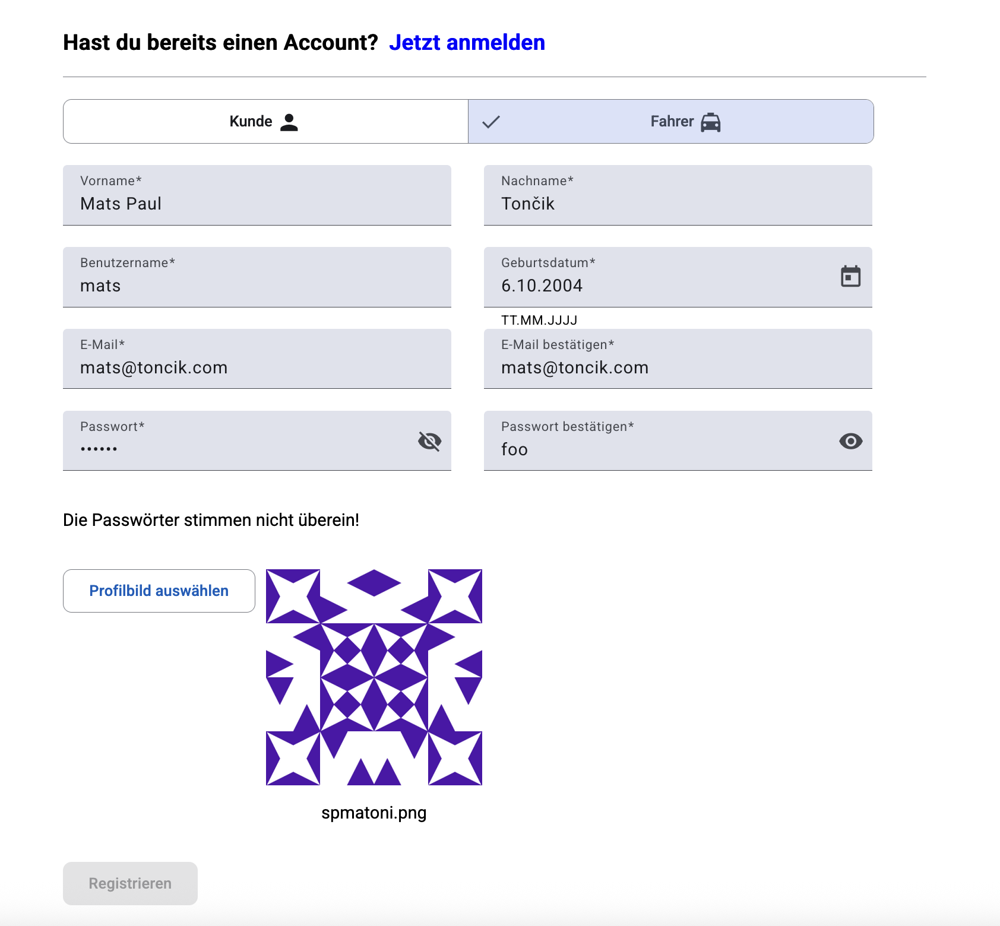 Hast du bereits einen Account? Jetzt anmelden
Kunde
Fahrer
Vorname*
Mats Paul
Nachname*
Tončik
Benutzername*
mats
Geburtsdatum*
6.10.2004
TT.MM.JJJJ
E-Mail*
mats@toncik.com
E-Mail bestätigen*
mats@toncik.com
Passwort*
••••••
Passwort bestätigen*
foo
Die Passwörter stimmen nicht überein!
Profilbild auswählen
spmatoni.png
Registrieren